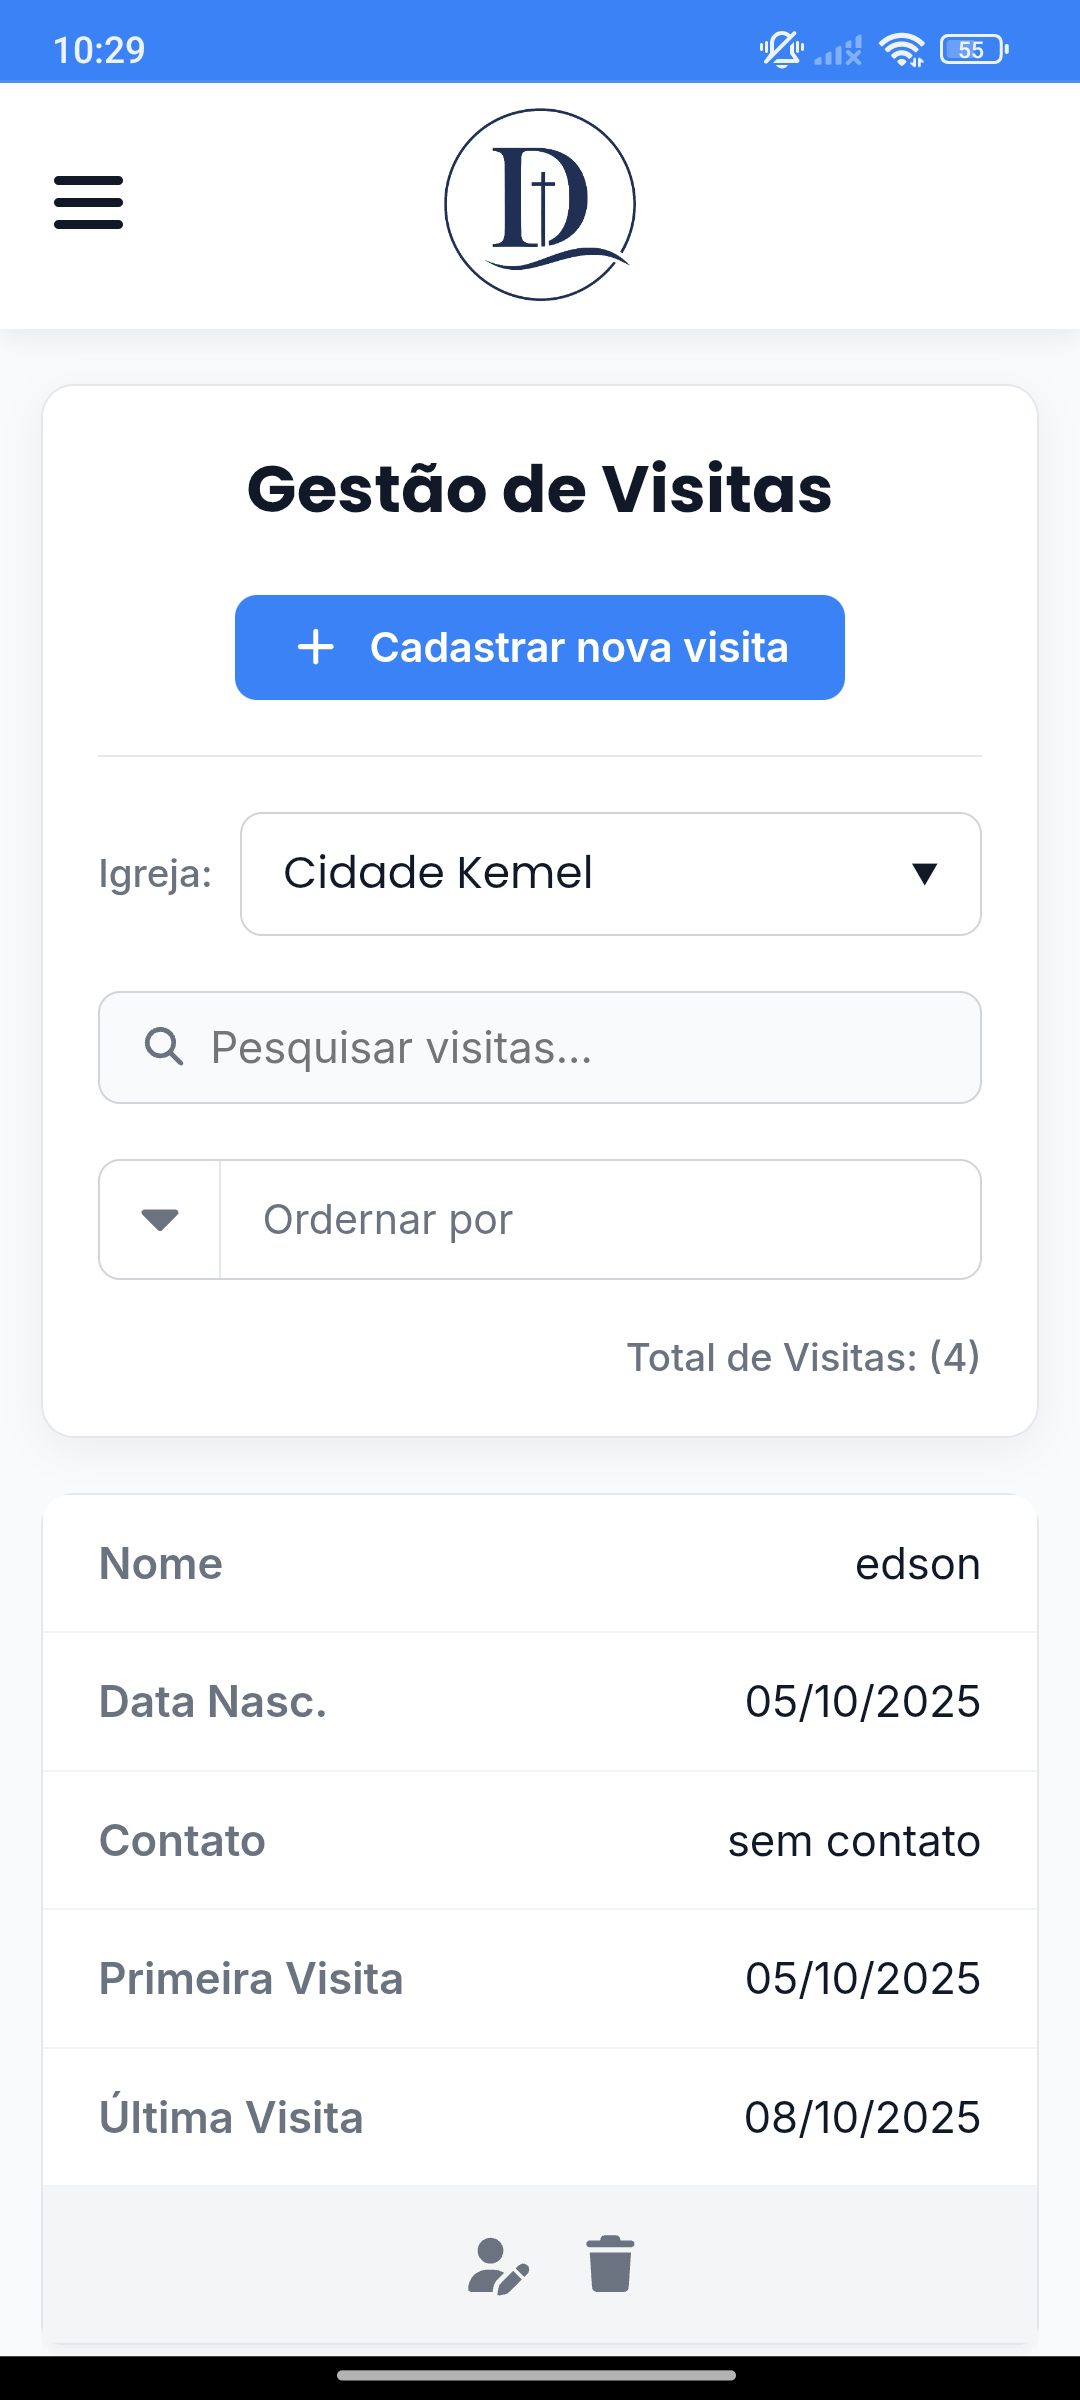 10:29
55
D
Gestão de Visitas
+ Cadastrar nova visita
Igreja: Cidade Kemel
Pesquisar visitas...
Ordernar por
Total de Visitas: (4)
Nome edson
Data Nasc. 05/10/2025
Contato sem contato
Primeira Visita 05/10/2025
Última Visita 08/10/2025